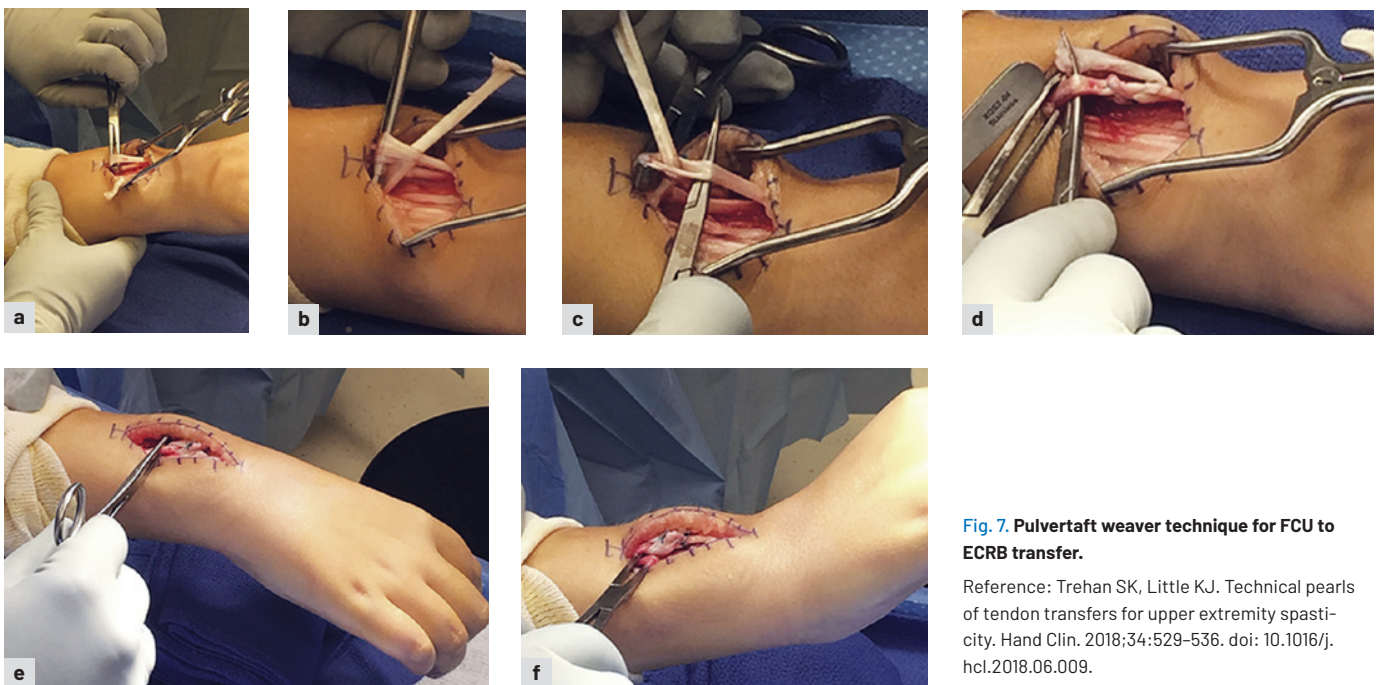 a
b
c
d
e
f
Fig. 7. Pulvertaft weaver technique for FCU to
ECRB transfer.
Reference: Trehan SK, Little KJ. Technical pearls
of tendon transfers for upper extremity spasti-
city. Hand Clin. 2018;34:529–536. doi: 10.1016/j.
hcl.2018.06.009.